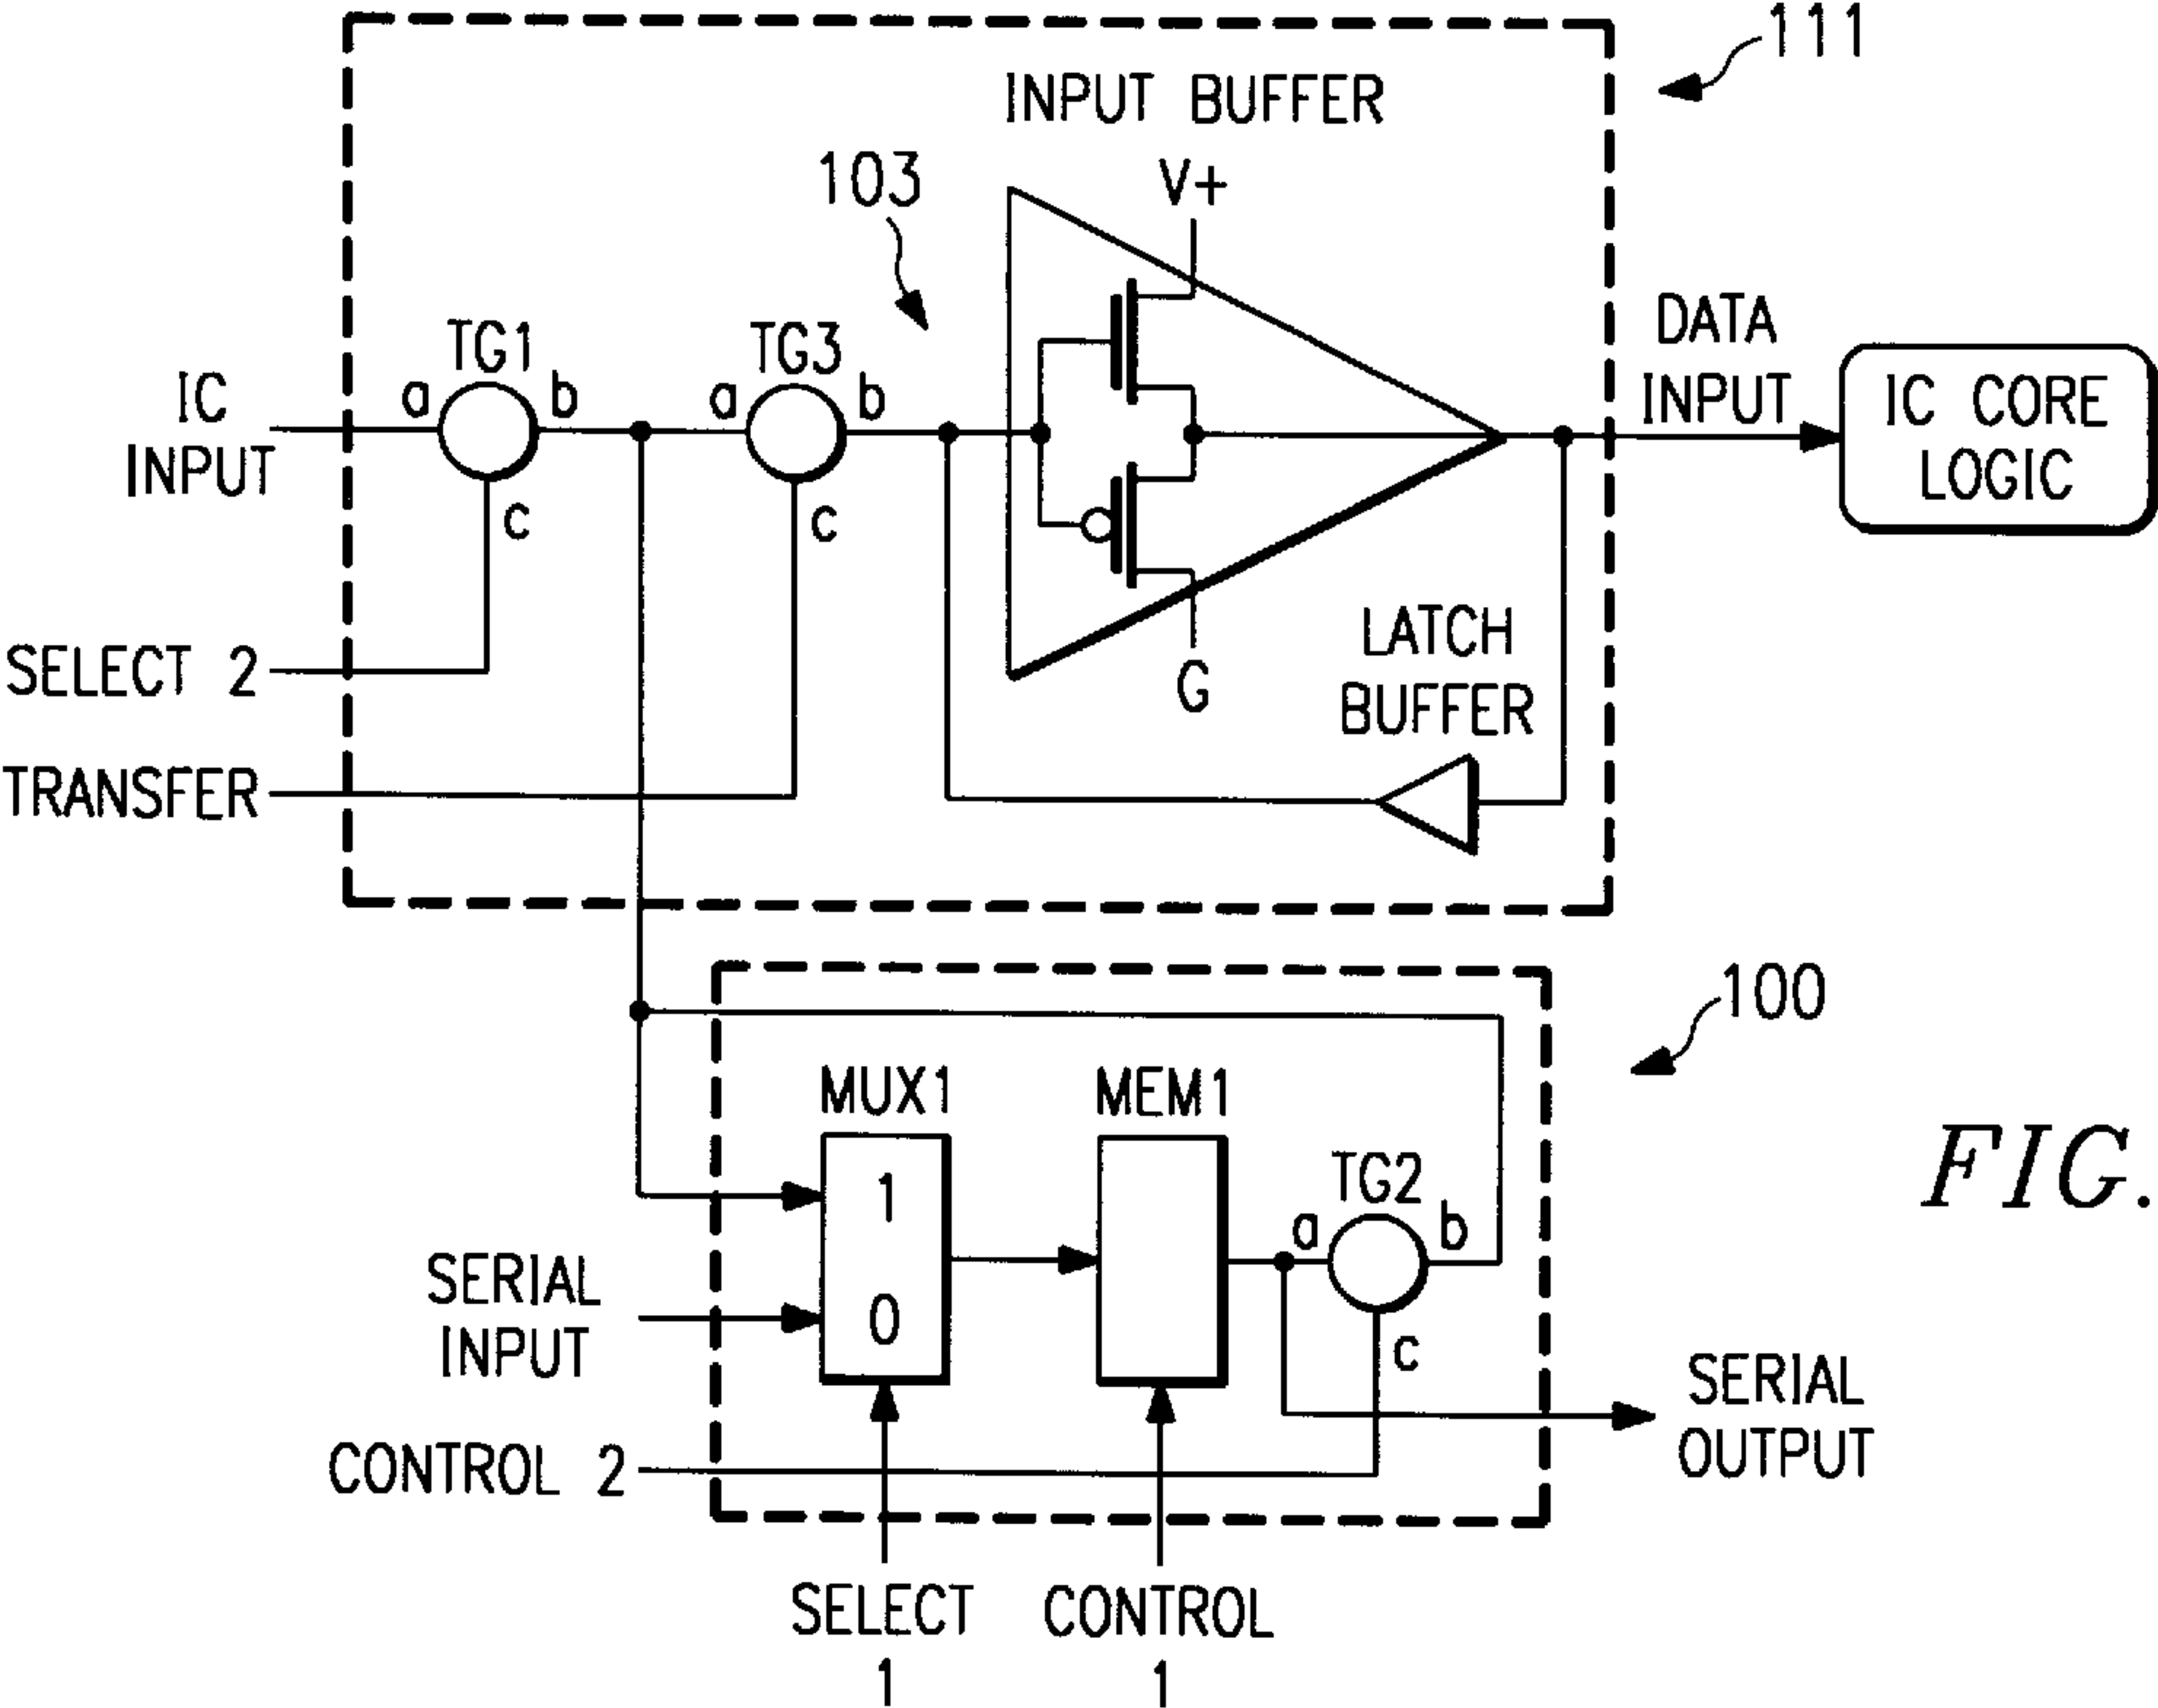 111
INPUT BUFFER
103
V+
TG1
TG3
DATA
INPUT
IC
INPUT
a
b
a
b
IC CORE
LOGIC
c
c
LATCH
BUFFER
SELECT 2
G
TRANSFER
100
MUX1
MEM1
FIG.
1
TG2
a
b
SERIAL
INPUT
0
c
SERIAL
OUTPUT
CONTROL 2
SELECT
1
CONTROL
1